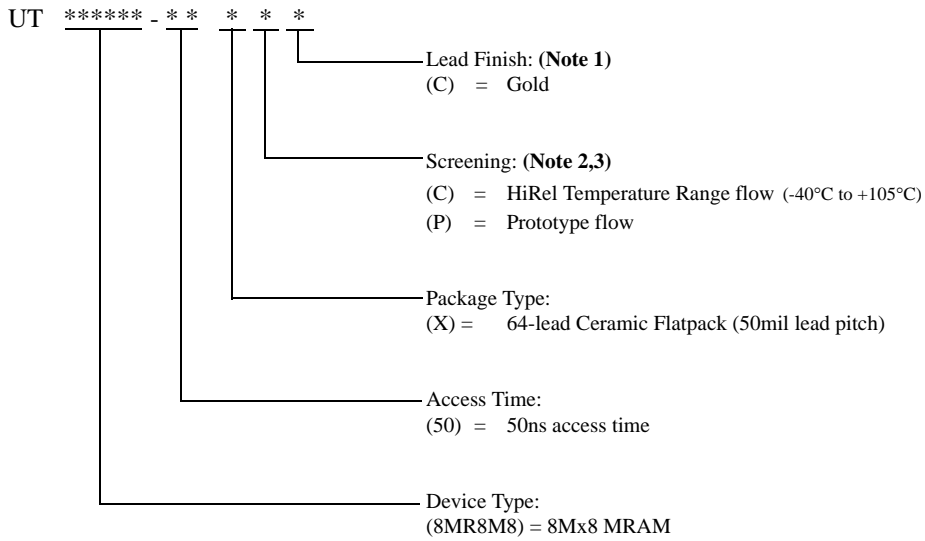 UT ****** - * * * * *
Lead Finish: (Note 1)
(C) = Gold
Screening: (Note 2,3)
(C) = HiRel Temperature Range flow (-40°C to +105°C)
(P) = Prototype flow
Package Type:
(X) = 64-lead Ceramic Flatpack (50mil lead pitch)
Access Time:
(50) = 50ns access time
Device Type:
(8MR8M8) = 8Mx8 MRAM